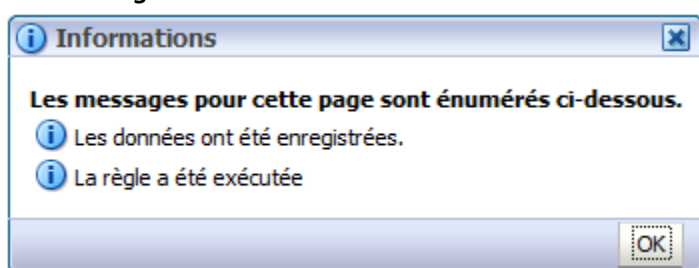 Informations
Les messages pour cette page sont énumérés ci-dessous.
Les données ont été enregistrées.
La règle a été exécutée
OK